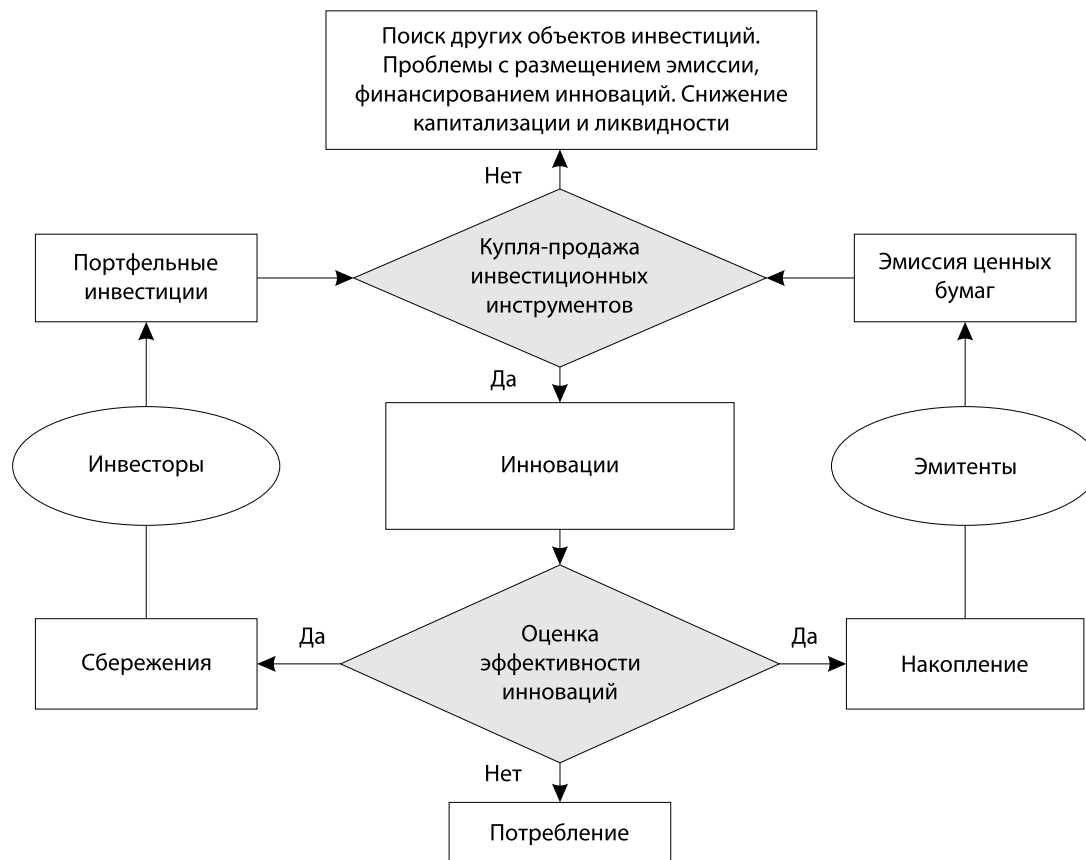 Поиск других объектов инвестиций.
Проблемы с размещением эмиссии,
финансированием инноваций. Снижение
капитализации и ликвидности
Нет
Портфельные
инвестиции
Купля-продажа
инвестиционных
инструментов
Эмиссия ценных
бумаг
Да
Инвесторы
Инновации
Эмитенты
Да
Оценка
эффективности
инноваций
Да
Сбережения
Накопление
Нет
Потребление